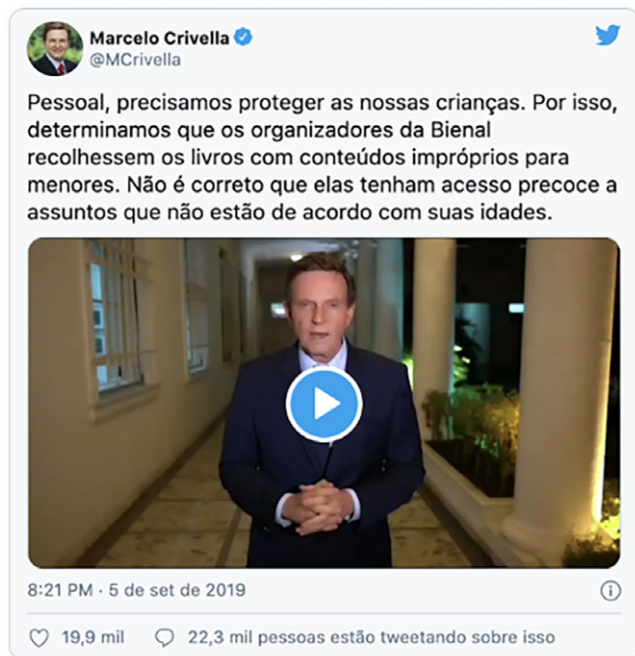 Marcelo Crivella
@MCrivella
Pessoal, precisamos proteger as nossas crianças. Por isso,
determinamos que os organizadores da Bienal
recolhessem os livros com conteúdos impróprios para
menores. Não é correto que elas tenham acesso precoce a
assuntos que não estão de acordo com suas idades.
8:21 PM · 5 de set de 2019
19,9 mil 22,3 mil pessoas estão tweetando sobre isso